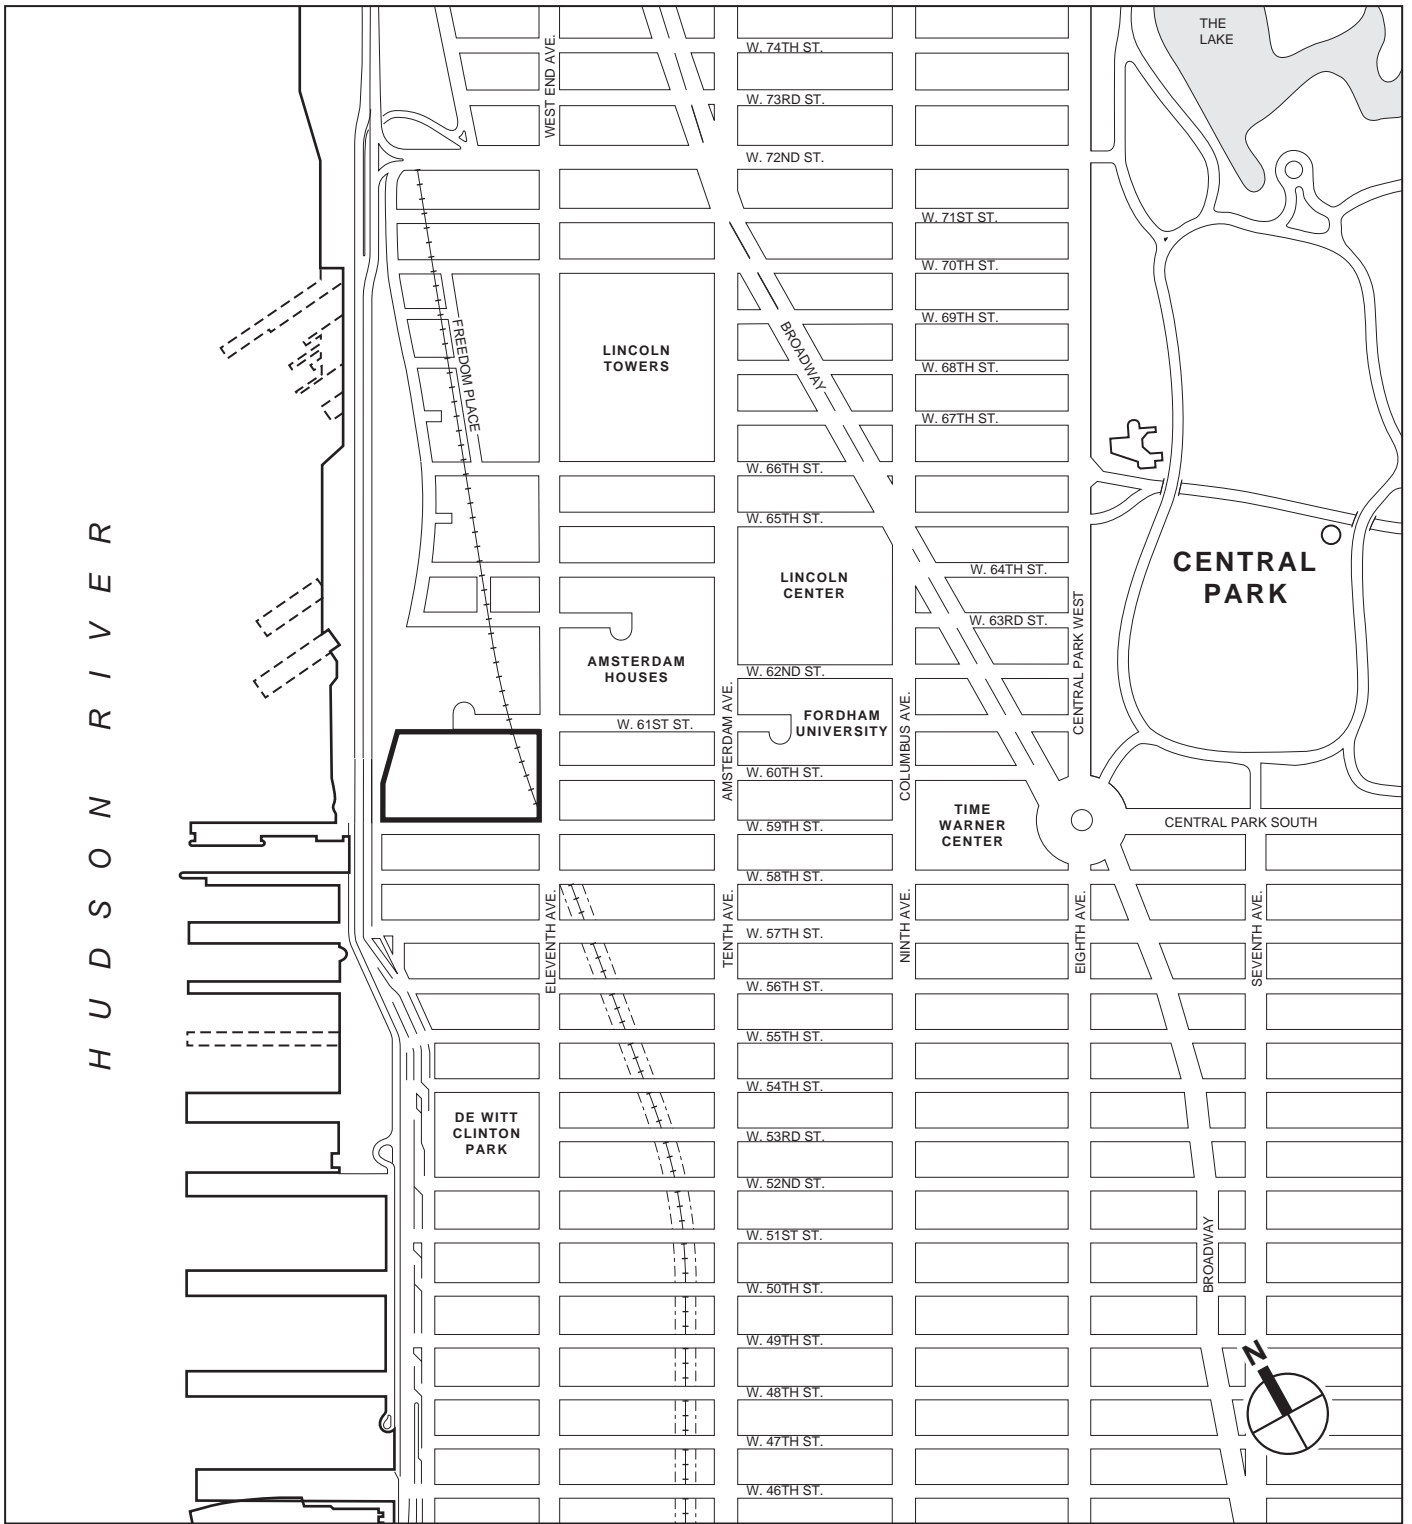 THE
LAKE
W. 74TH ST.
WEST END AVE.
W. 73RD ST.
W. 72ND ST.
W. 71ST ST.
W. 70TH ST.
W. 69TH ST.
FREEDOM PLACE
LINCOLN
TOWERS
BROADWAY
W. 68TH ST.
W. 67TH ST.
W. 66TH ST.
W. 65TH ST.
HUDSON RIVER
CENTRAL
PARK
LINCOLN
CENTER
W. 64TH ST.
W. 63RD ST.
CENTRAL PARK WEST
AMSTERDAM
HOUSES
W. 62ND ST.
AMSTERDAM AVE.
FORDHAM
UNIVERSITY
COLUMBUS AVE.
W. 61ST ST.
W. 60TH ST.
TIME
WARNER
CENTER
CENTRAL PARK SOUTH
W. 59TH ST.
W. 58TH ST.
ELEVENTH AVE.
TENTH AVE.
NINTH AVE.
EIGHTH AVE.
SEVENTH AVE.
W. 57TH ST.
W. 56TH ST.
W. 55TH ST.
W. 54TH ST.
DE WITT
CLINTON
PARK
W. 53RD ST.
W. 52ND ST.
W. 51ST ST.
BROADWAY
W. 50TH ST.
W. 49TH ST.
N
W. 48TH ST.
W. 47TH ST.
W. 46TH ST.